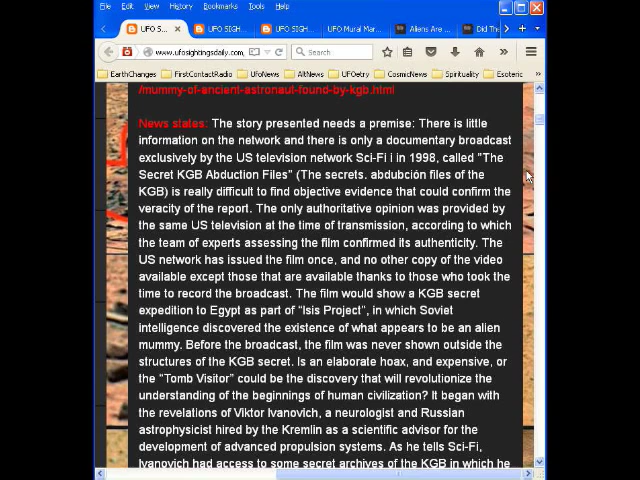 File Edit View History Bookmarks Tools Help
UFO S... UFO SIGH UFO SIGH UFO Mural Mar... Aliens Are Did The
www.ufosightingsdaily.com, Search
EarthChanges FirstContactRadio UfoNews AltNews UFOetry CosmicNews Spirituality Esoteric
/mummy-of-ancient-astronaut-found-by-kgb.html
News states: The story presented needs a premise: There is little
information on the network and there is only a documentary broadcast
exclusively by the US television network Sci-Fi i in 1998, called "The
Secret KGB Abduction Files" (The secrets. abdubción files of the
KGB) is really difficult to find objective evidence that could confirm the
veracity of the report. The only authoritative opinion was provided by
the same US television at the time of transmission, according to which
the team of experts assessing the film confirmed its authenticity. The
US network has issued the film once, and no other copy of the video
available except those that are available thanks to those who took the
time to record the broadcast. The film would show a KGB secret
expedition to Egypt as part of “Isis Project”, in which Soviet
intelligence discovered the existence of what appears to be an alien
mummy. Before the broadcast, the film was never shown outside the
structures of the KGB secret. Is an elaborate hoax, and expensive, or
the “Tomb Visitor” could be the discovery that will revolutionize the
understanding of the beginnings of human civilization? It began with
the revelations of Viktor Ivanovich, a neurologist and Russian
astrophysicist hired by the Kremlin as a scientific advisor for the
development of advanced propulsion systems. As he tells Sci-Fi,
Ivanovich had access to some secret archives of the KGB in which he